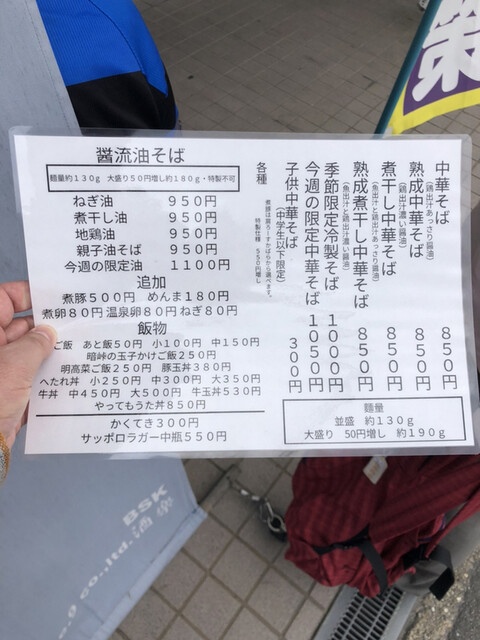 中華そば 850円
(鶏出汁あっさり醤油)
熟成中華そば 850円
(鶏出汁濃い醤油)
煮干し中華そば 850円
(魚出汁と鶏出汁あっさり醤油)
熟成煮干し中華そば 850円
(魚出汁と鶏出汁濃い醤油)
季節限定冷製そば 1000円
今週の限定中華そば 1050円
子供中華そば 300円
(中学生以下限定)
各種
特製仕様 550円増し
麺量
並盛 約130g
大盛り 50円増し 約190g
醤流油そば
麺量約130g 大盛り50円増し約180g・特製不可
ねぎ油 950円
煮干し油 950円
地鶏油 950円
親子油そば 950円
今週の限定油 1100円
追加
煮豚500円 めんま180円
煮卵80円 温泉卵80円 ねぎ80円
飯物
ご飯 あと飯50円 小100円 中150円
暗峠の玉子かけご飯250円
明高菜ご飯250円 豚玉丼380円
へたれ丼 小250円 中300円 大350円
牛丼 中450円 大500円 牛玉丼530円
やってもうた丼850円
かくてき300円
サッポロラガー中瓶550円
BSK
co.,ltd.